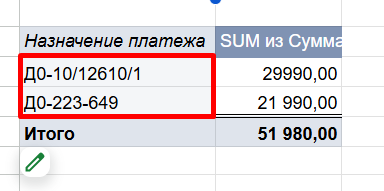 Назначение платежа SUM из Сумма
Д0-10/12610/1 29990,00
Д0-223-649 21 990,00
Итого 51 980,00